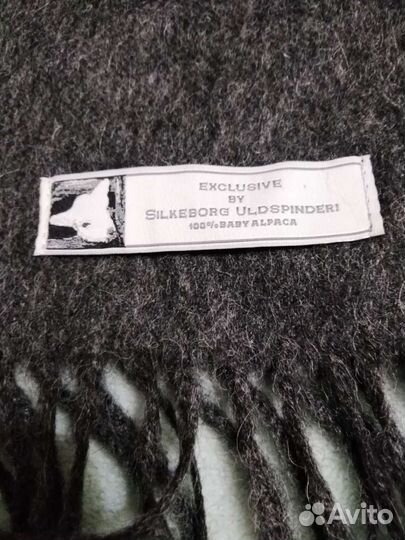 EXCLUSIVE
BY
SILKEBORG ULDSPINDERI
100% BABY ALPACA
Avito